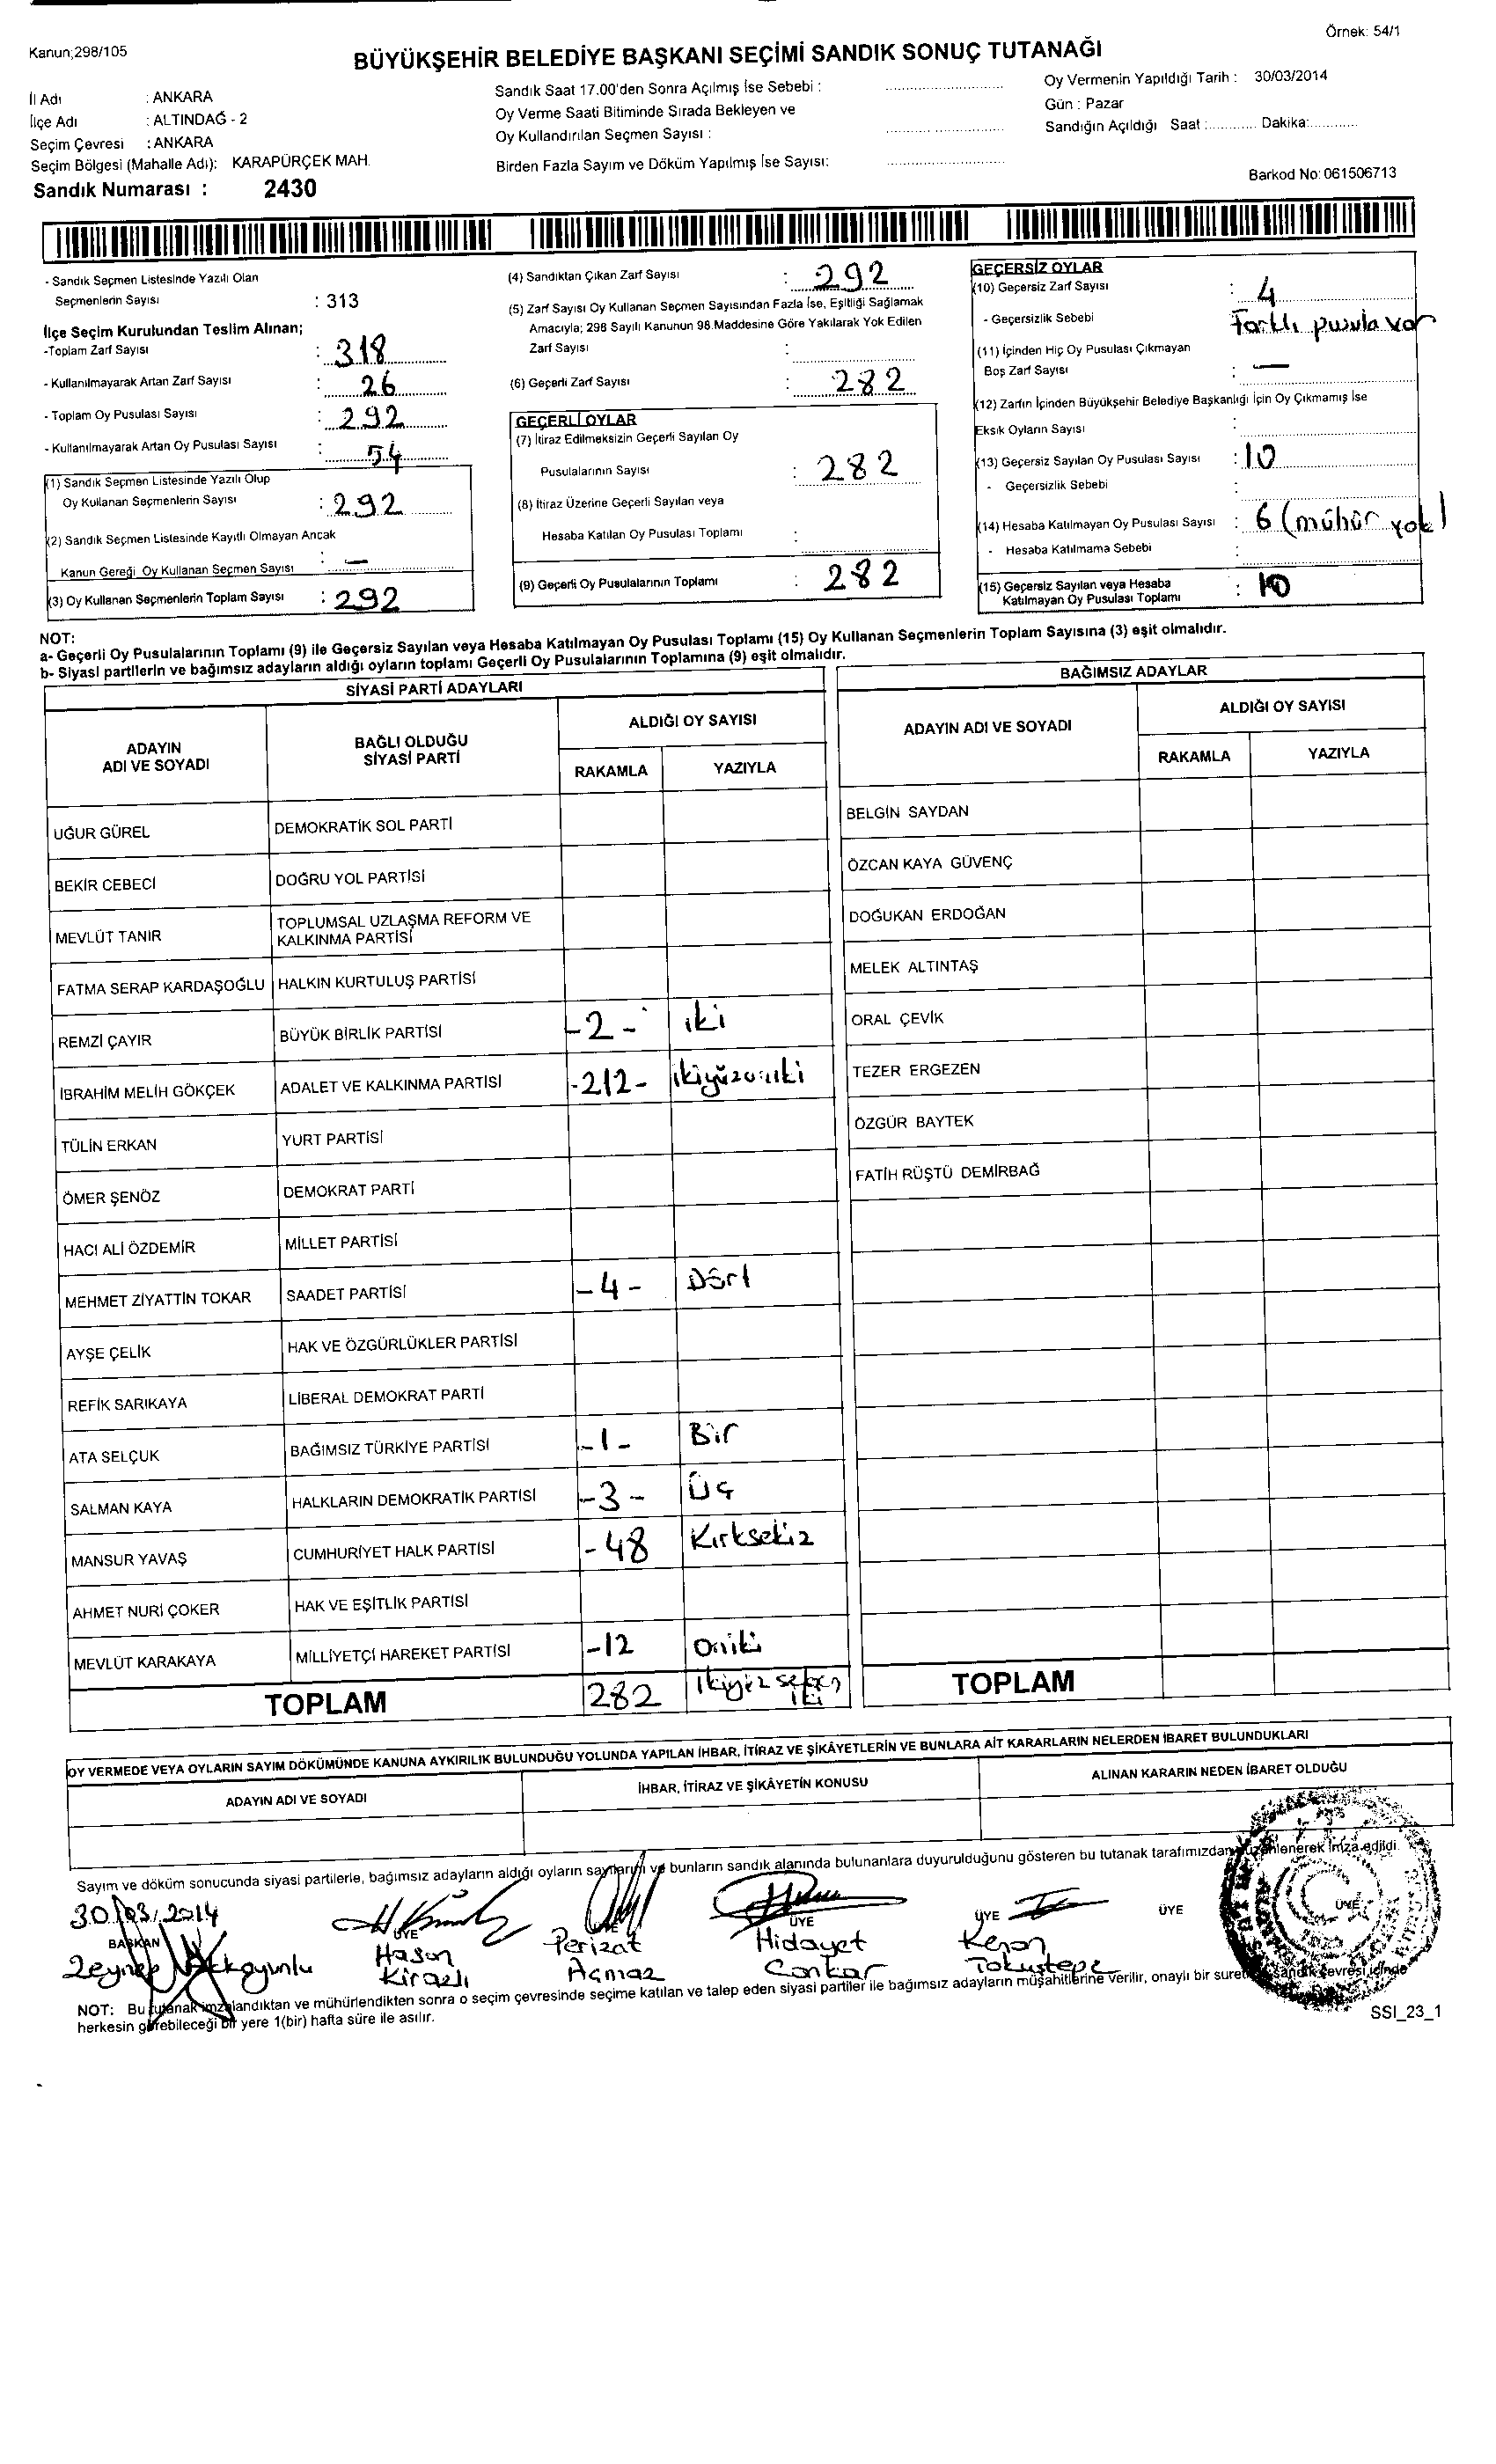 Örnek: 54/1
Kanun;298/105
BÜYÜKŞEHİR BELEDİYE BAŞKANI SEÇİMİ SANDIK SONUÇ TUTANAĞI
İl Adı : ANKARA
İlçe Adı : ALTINDAĞ - 2
Seçim Çevresi : ANKARA
Seçim Bölgesi (Mahalle Adı): KARAPÜRÇEK MAH.
Sandık Numarası : 2430
Sandık Saat 17.00'den Sonra Açılmış İse Sebebi :
Oy Verme Saati Bitiminde Sırada Bekleyen ve
Oy Kullandırılan Seçmen Sayısı :
Birden Fazla Sayım ve Döküm Yapılmış İse Sayısı:
Oy Vermenin Yapıldığı Tarih : 30/03/2014
Gün : Pazar
Sandığın Açıldığı Saat :............ Dakika:............
Barkod No: 061506713
- Sandık Seçmen Listesinde Yazılı Olan
Seçmenlerin Sayısı : 313
İlçe Seçim Kurulundan Teslim Alınan;
-Toplam Zarf Sayısı : 318
- Kullanılmayarak Artan Zarf Sayısı : 26
- Toplam Oy Pusulası Sayısı : 292
- Kullanılmayarak Artan Oy Pusulası Sayısı : 54
(1) Sandık Seçmen Listesinde Yazılı Olup
Oy Kullanan Seçmenlerin Sayısı : 292
(2) Sandık Seçmen Listesinde Kayıtlı Olmayan Ancak
Kanun Gereği Oy Kullanan Seçmen Sayısı : —
(3) Oy Kullanan Seçmenlerin Toplam Sayısı : 292
(4) Sandıktan Çıkan Zarf Sayısı : 292
(5) Zarf Sayısı Oy Kullanan Seçmen Sayısından Fazla İse, Eşitliği Sağlamak
Amacıyla; 298 Sayılı Kanunun 98.Maddesine Göre Yakılarak Yok Edilen
Zarf Sayısı :
(6) Geçerli Zarf Sayısı : 282
GEÇERLİ OYLAR
(7) İtiraz Edilmeksizin Geçerli Sayılan Oy
Pusulalarının Sayısı : 282
(8) İtiraz Üzerine Geçerli Sayılan veya
Hesaba Katılan Oy Pusulası Toplamı :
(9) Geçerli Oy Pusulalarının Toplamı : 282
GEÇERSİZ OYLAR
(10) Geçersiz Zarf Sayısı : 4
- Geçersizlik Sebebi Farklı pusula var
(11) İçinden Hiç Oy Pusulası Çıkmayan
Boş Zarf Sayısı : —
(12) Zarfın İçinden Büyükşehir Belediye Başkanlığı İçin Oy Çıkmamış İse
Eksik Oyların Sayısı :
(13) Geçersiz Sayılan Oy Pusulası Sayısı : 10
- Geçersizlik Sebebi :
(14) Hesaba Katılmayan Oy Pusulası Sayısı : 6 (mühür yok)
- Hesaba Katılmama Sebebi :
(15) Geçersiz Sayılan veya Hesaba
Katılmayan Oy Pusulası Toplamı : 10
NOT:
a- Geçerli Oy Pusulalarının Toplamı (9) ile Geçersiz Sayılan veya Hesaba Katılmayan Oy Pusulası Toplamı (15) Oy Kullanan Seçmenlerin Toplam Sayısına (3) eşit olmalıdır.
b- Siyasi partilerin ve bağımsız adayların aldığı oyların toplamı Geçerli Oy Pusulalarının Toplamına (9) eşit olmalıdır.
SİYASİ PARTİ ADAYLARI
ADAYIN ADI VE SOYADI
BAĞLI OLDUĞU SİYASİ PARTİ
ALDIĞI OY SAYISI
RAKAMLA YAZIYLA
UĞUR GÜREL DEMOKRATİK SOL PARTİ
BEKİR CEBECİ DOĞRU YOL PARTİSİ
MEVLÜT TANIR TOPLUMSAL UZLAŞMA REFORM VE KALKINMA PARTİSİ
FATMA SERAP KARDAŞOĞLU HALKIN KURTULUŞ PARTİSİ
REMZİ ÇAYIR BÜYÜK BİRLİK PARTİSİ -2- iki
İBRAHİM MELİH GÖKÇEK ADALET VE KALKINMA PARTİSİ -212- ikiyüzoniki
TÜLİN ERKAN YURT PARTİSİ
ÖMER ŞENÖZ DEMOKRAT PARTİ
HACI ALİ ÖZDEMİR MİLLET PARTİSİ
MEHMET ZİYATTİN TOKAR SAADET PARTİSİ -4- Dört
AYŞE ÇELİK HAK VE ÖZGÜRLÜKLER PARTİSİ
REFİK SARIKAYA LİBERAL DEMOKRAT PARTİ
ATA SELÇUK BAĞIMSIZ TÜRKİYE PARTİSİ -1- Bir
SALMAN KAYA HALKLARIN DEMOKRATİK PARTİSİ -3- Üç
MANSUR YAVAŞ CUMHURİYET HALK PARTİSİ -48 Kırksekiz
AHMET NURİ ÇOKER HAK VE EŞİTLİK PARTİSİ
MEVLÜT KARAKAYA MİLLİYETÇİ HAREKET PARTİSİ -12 Oniki
TOPLAM 282 ikiyüz seksen iki
BAĞIMSIZ ADAYLAR
ADAYIN ADI VE SOYADI
ALDIĞI OY SAYISI
RAKAMLA YAZIYLA
BELGİN SAYDAN
ÖZCAN KAYA GÜVENÇ
DOĞUKAN ERDOĞAN
MELEK ALTINTAŞ
ORAL ÇEVİK
TEZER ERGEZEN
ÖZGÜR BAYTEK
FATİH RÜŞTÜ DEMİRBAĞ
TOPLAM
OY VERMEDE VEYA OYLARIN SAYIM DÖKÜMÜNDE KANUNA AYKIRILIK BULUNDUĞU YOLUNDA YAPILAN İHBAR, İTİRAZ VE ŞİKÂYETLERİN VE BUNLARA AİT KARARLARIN NELERDEN İBARET BULUNDUKLARI
ADAYIN ADI VE SOYADI İHBAR, İTİRAZ VE ŞİKÂYETİN KONUSU ALINAN KARARIN NEDEN İBARET OLDUĞU
Sayım ve döküm sonucunda siyasi partilerle, bağımsız adayların aldığı oyların sayılarını ve bunların sandık alanında bulunanlara duyurulduğunu gösteren bu tutanak tarafımızdan düzenlenerek imza edildi.
30/03/2014
BAŞKAN ÜYE ÜYE ÜYE ÜYE ÜYE
Zeynep Akkoyunlu
Hasan Kirazlı
Perizat Açmaz
Hidayet Conkar
Kenan Tokuştepe
NOT: Bu tutanak imzalandıktan ve mühürlendikten sonra o seçim çevresinde seçime katılan ve talep eden siyasi partiler ile bağımsız adayların müşahitlerine verilir, onaylı bir sureti sandık çevresi içinde
herkesin görebileceği bir yere 1(bir) hafta süre ile asılır.
SSI_23_1